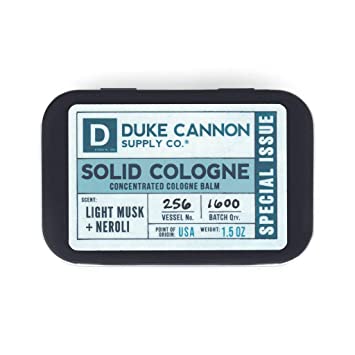 D DUKE CANNON
SUPPLY CO.®
SOLID COLOGNE
CONCENTRATED COLOGNE BALM
SCENT:
LIGHT MUSK
+ NEROLI
256
VESSEL No.
1600
BATCH QTY.
POINT OF
ORIGIN: USA
WEIGHT: 1.5 OZ
SPECIAL ISSUE